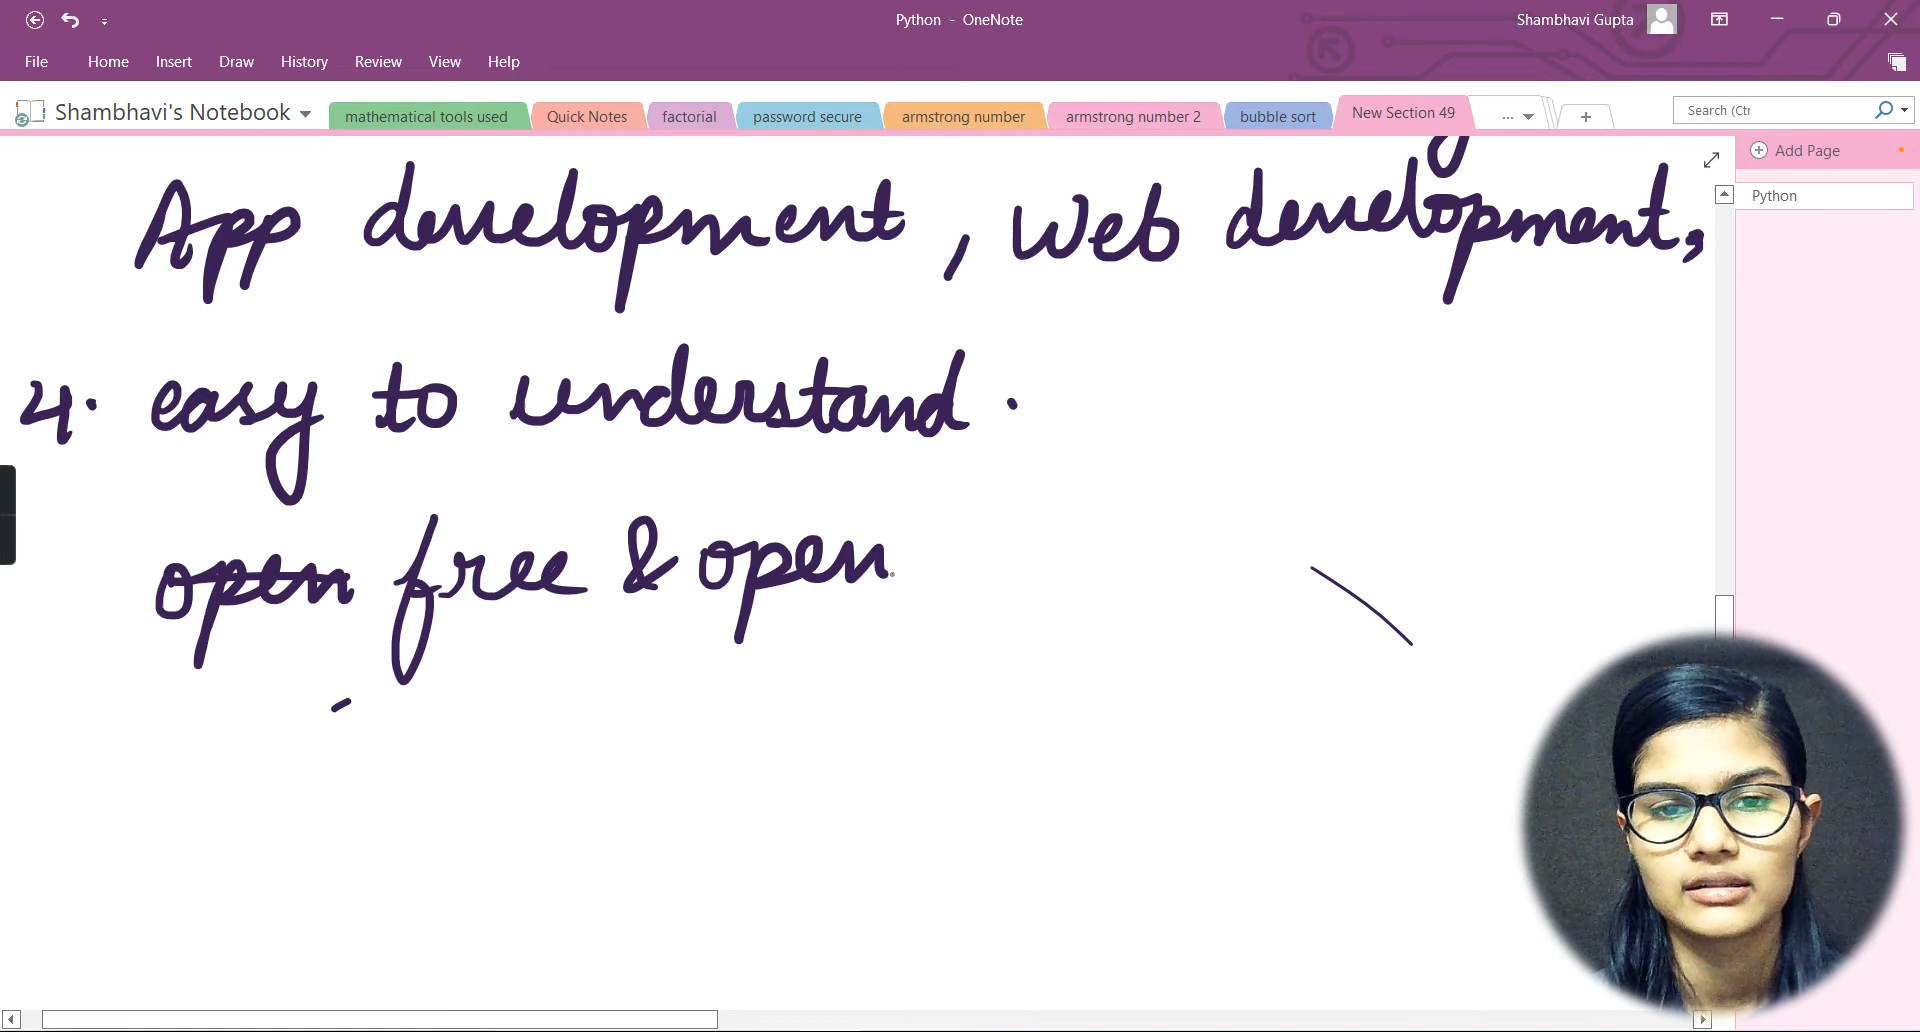 Python - OneNote
Shambhavi Gupta
File Home Insert Draw History Review View Help
Shambhavi's Notebook
mathematical tools used
Quick Notes
factorial
password secure
armstrong number
armstrong number 2
bubble sort
New Section 49
...
Search (Ctr
Add Page
Python
App development, Web development,
4. easy to understand.
open free & open